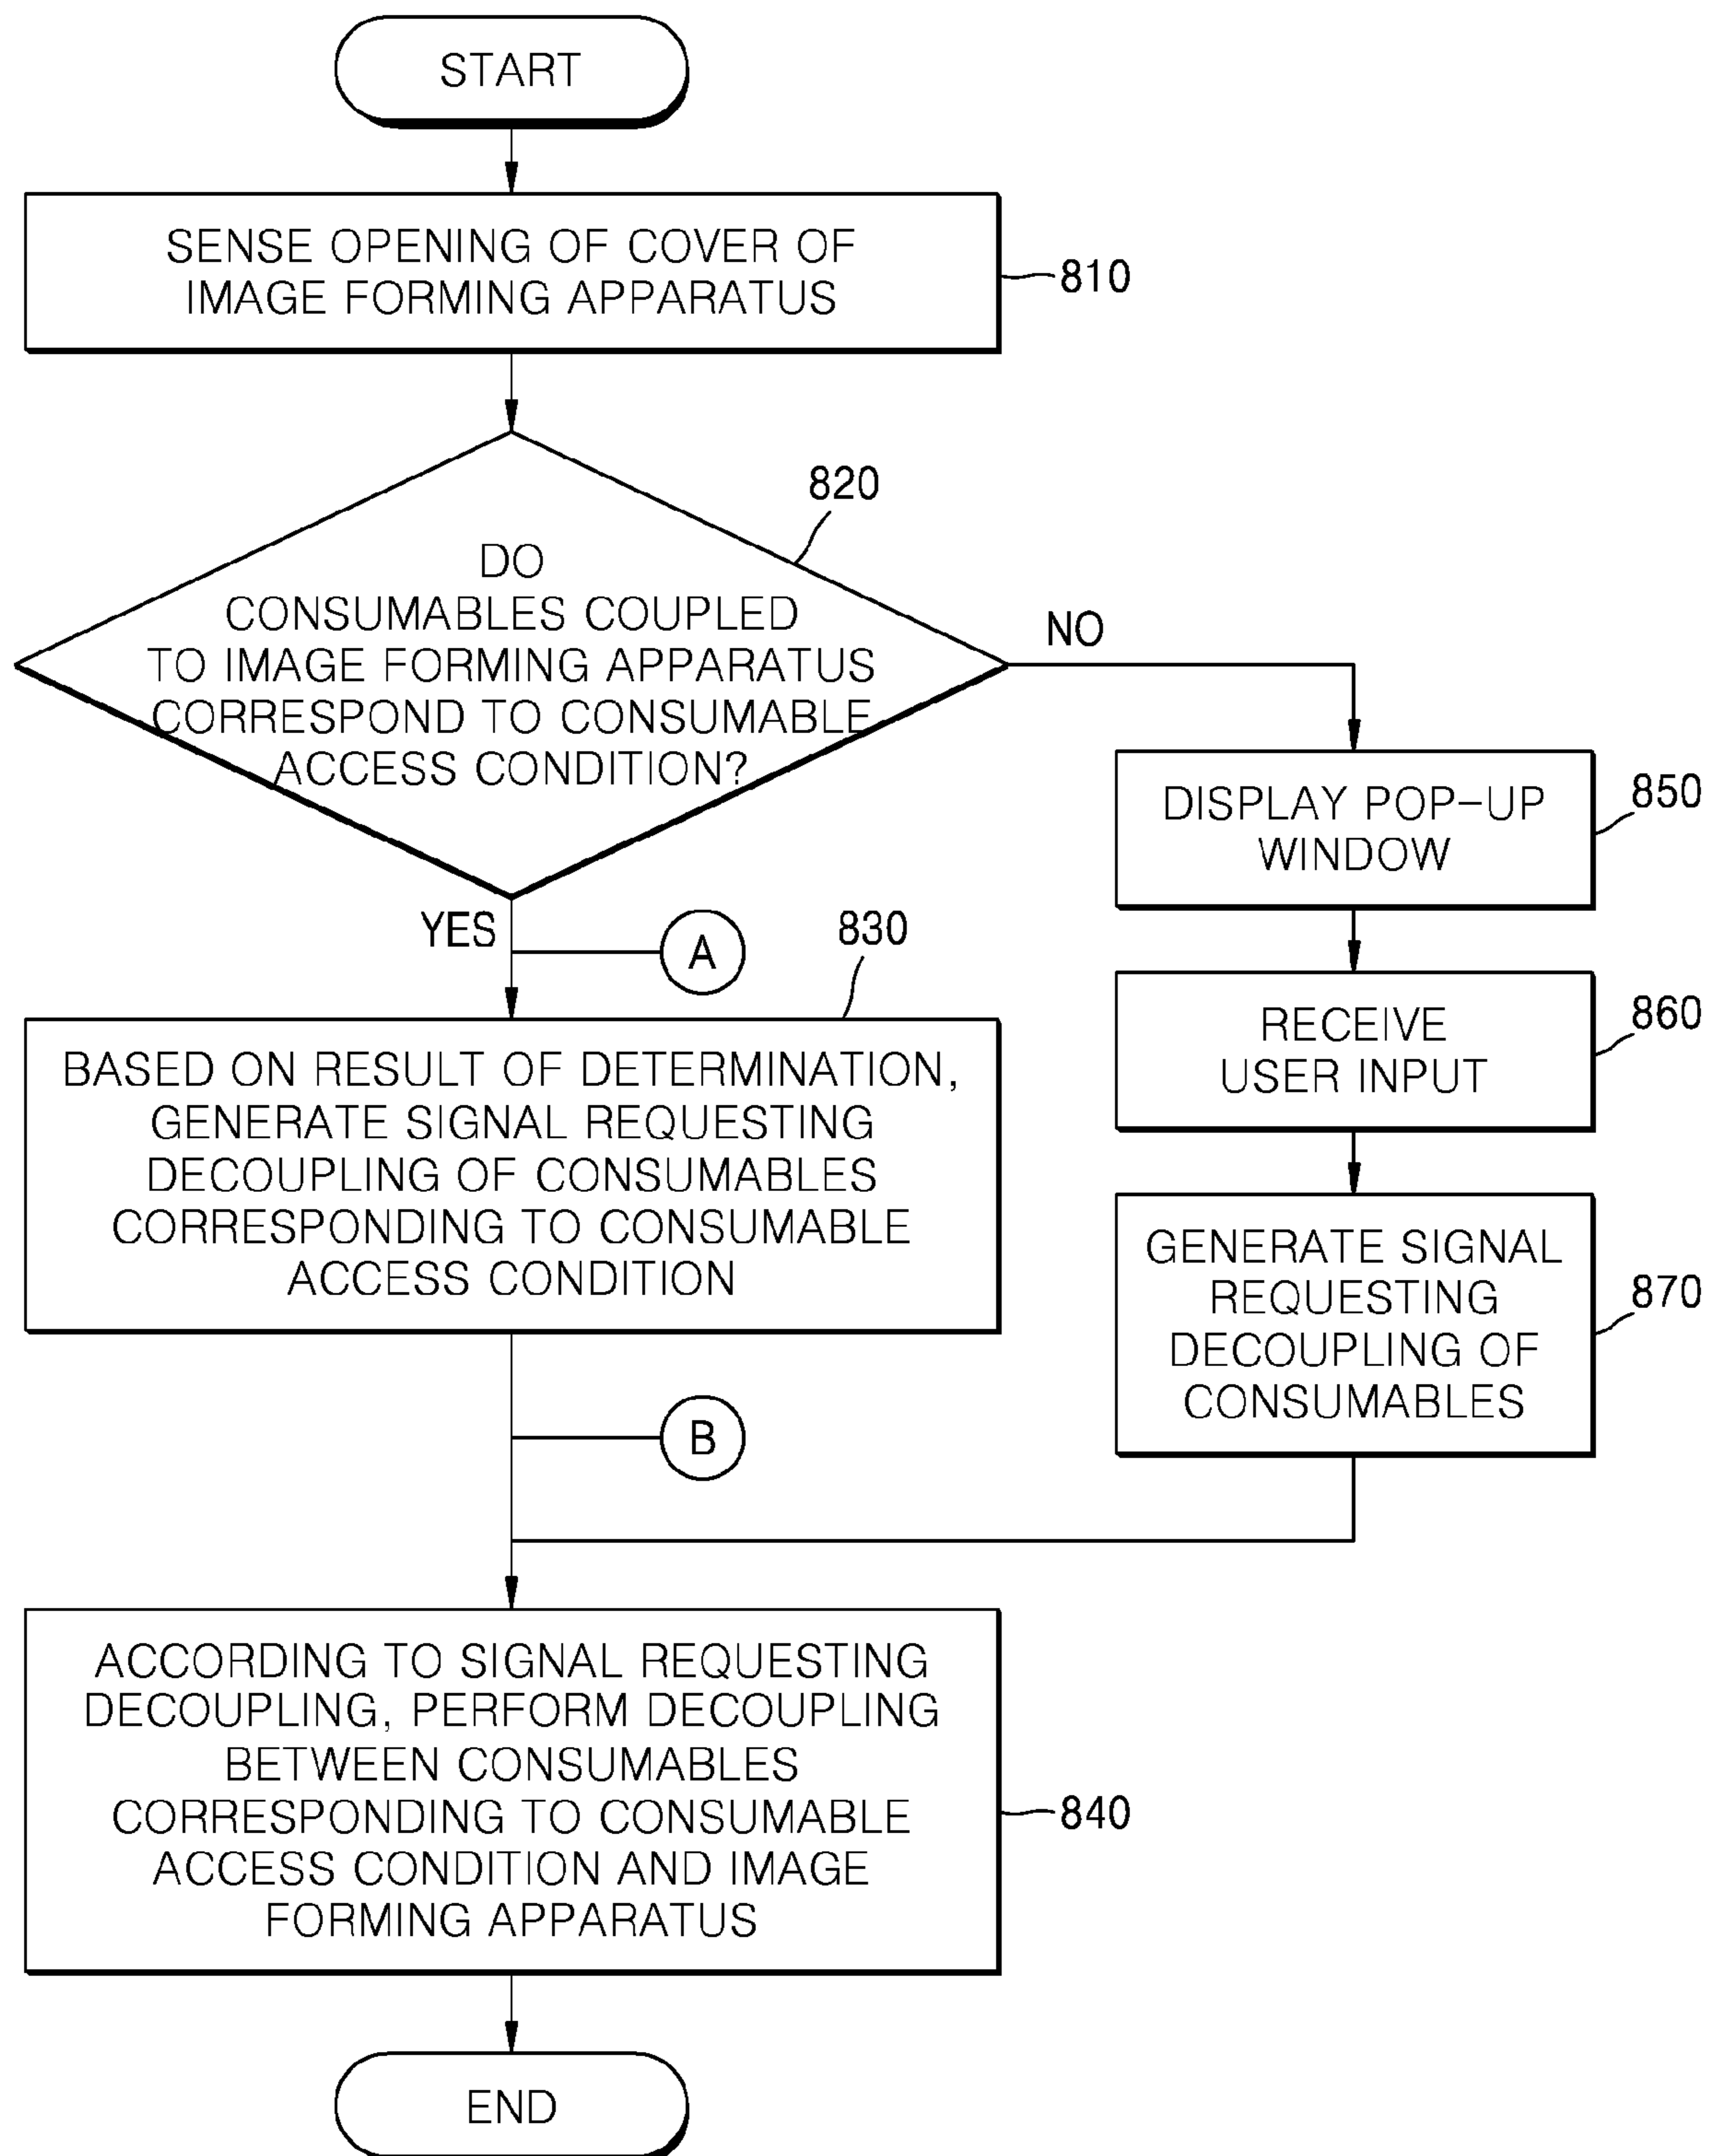 START
SENSE OPENING OF COVER OF
IMAGE FORMING APPARATUS
810
820
DO
CONSUMABLES COUPLED
TO IMAGE FORMING APPARATUS
CORRESPOND TO CONSUMABLE
ACCESS CONDITION?
NO
YES
A
830
BASED ON RESULT OF DETERMINATION,
GENERATE SIGNAL REQUESTING
DECOUPLING OF CONSUMABLES
CORRESPONDING TO CONSUMABLE
ACCESS CONDITION
B
DISPLAY POP-UP
WINDOW
850
RECEIVE
USER INPUT
860
GENERATE SIGNAL
REQUESTING
DECOUPLING OF
CONSUMABLES
870
ACCORDING TO SIGNAL REQUESTING
DECOUPLING, PERFORM DECOUPLING
BETWEEN CONSUMABLES
CORRESPONDING TO CONSUMABLE
ACCESS CONDITION AND IMAGE
FORMING APPARATUS
840
END